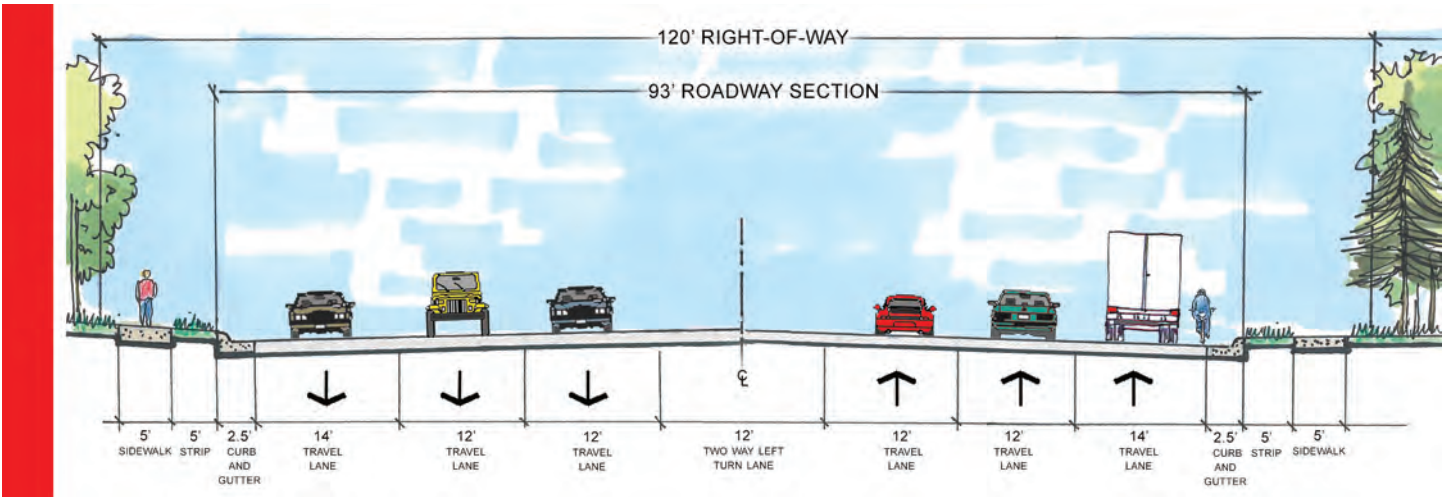 120' RIGHT-OF-WAY
93' ROADWAY SECTION
℄
5'
SIDEWALK
5'
STRIP
2.5'
CURB
AND
GUTTER
14'
TRAVEL
LANE
12'
TRAVEL
LANE
12'
TRAVEL
LANE
12'
TWO WAY LEFT
TURN LANE
12'
TRAVEL
LANE
12'
TRAVEL
LANE
14'
TRAVEL
LANE
2.5'
CURB
AND
GUTTER
5'
STRIP
5'
SIDEWALK